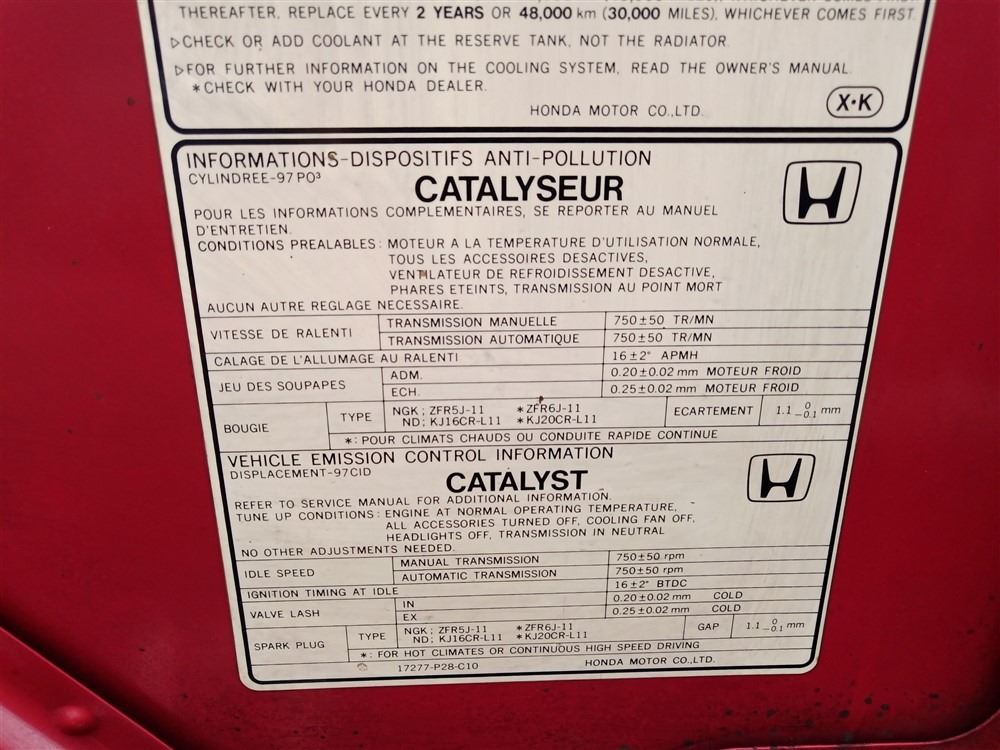 THEREAFTER, REPLACE EVERY 2 YEARS OR 48,000 km (30,000 MILES), WHICHEVER COMES FIRST.
▷CHECK OR ADD COOLANT AT THE RESERVE TANK, NOT THE RADIATOR.
▷FOR FURTHER INFORMATION ON THE COOLING SYSTEM, READ THE OWNER'S MANUAL.
*CHECK WITH YOUR HONDA DEALER.
HONDA MOTOR CO.,LTD. X·K
INFORMATIONS-DISPOSITIFS ANTI-POLLUTION
CYLINDREE-97 PO³
CATALYSEUR
POUR LES INFORMATIONS COMPLEMENTAIRES, SE REPORTER AU MANUEL
D'ENTRETIEN.
CONDITIONS PREALABLES: MOTEUR A LA TEMPERATURE D'UTILISATION NORMALE,
TOUS LES ACCESSOIRES DESACTIVES,
VENTILATEUR DE REFROIDISSEMENT DESACTIVE,
PHARES ETEINTS, TRANSMISSION AU POINT MORT
AUCUN AUTRE REGLAGE NECESSAIRE.
VITESSE DE RALENTI TRANSMISSION MANUELLE 750±50 TR/MN
TRANSMISSION AUTOMATIQUE 750±50 TR/MN
CALAGE DE L'ALLUMAGE AU RALENTI 16±2° APMH
JEU DES SOUPAPES ADM. 0.20±0.02 mm MOTEUR FROID
ECH. 0.25±0.02 mm MOTEUR FROID
BOUGIE TYPE NGK; ZFR5J-11 *ZFR6J-11 ECARTEMENT 1.1 0 -0.1 mm
ND; KJ16CR-L11 *KJ20CR-L11
*: POUR CLIMATS CHAUDS OU CONDUITE RAPIDE CONTINUE
VEHICLE EMISSION CONTROL INFORMATION
DISPLACEMENT-97CID
CATALYST
REFER TO SERVICE MANUAL FOR ADDITIONAL INFORMATION.
TUNE UP CONDITIONS: ENGINE AT NORMAL OPERATING TEMPERATURE,
ALL ACCESSORIES TURNED OFF, COOLING FAN OFF,
HEADLIGHTS OFF, TRANSMISSION IN NEUTRAL
NO OTHER ADJUSTMENTS NEEDED.
IDLE SPEED MANUAL TRANSMISSION 750±50 rpm
AUTOMATIC TRANSMISSION 750±50 rpm
IGNITION TIMING AT IDLE 16±2° BTDC
VALVE LASH IN 0.20±0.02 mm COLD
EX 0.25±0.02 mm COLD
SPARK PLUG TYPE NGK; ZFR5J-11 *ZFR6J-11 GAP 1.1 0 -0.1 mm
ND; KJ16CR-L11 *KJ20CR-L11
*: FOR HOT CLIMATES OR CONTINUOUS HIGH SPEED DRIVING
17277-P28-C10 HONDA MOTOR CO.,LTD.